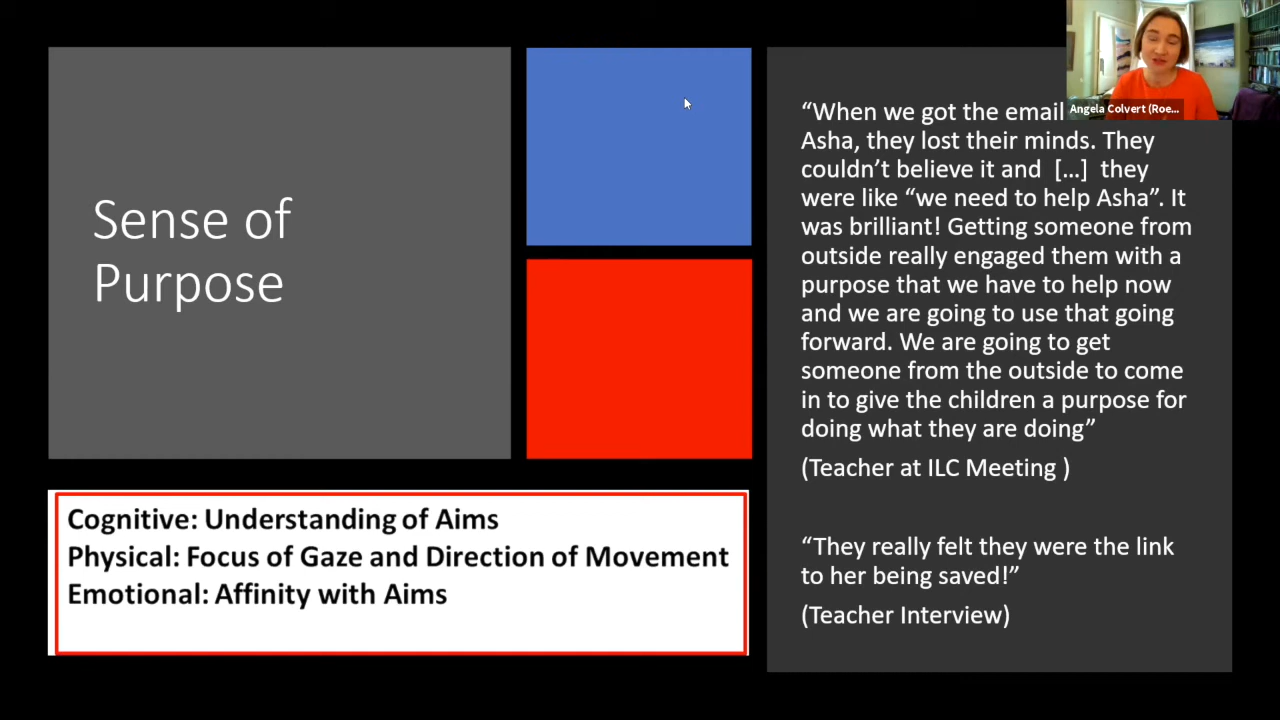 Sense of
Purpose
Cognitive: Understanding of Aims
Physical: Focus of Gaze and Direction of Movement
Emotional: Affinity with Aims
“When we got the email
Asha, they lost their minds. They
couldn’t believe it and  […]  they
were like “we need to help Asha”. It
was brilliant! Getting someone from
outside really engaged them with a
purpose that we have to help now
and we are going to use that going
forward. We are going to get
someone from the outside to come
in to give the children a purpose for
doing what they are doing”
(Teacher at ILC Meeting )
“They really felt they were the link
to her being saved!”
(Teacher Interview)
Angela Colvert (Roe...